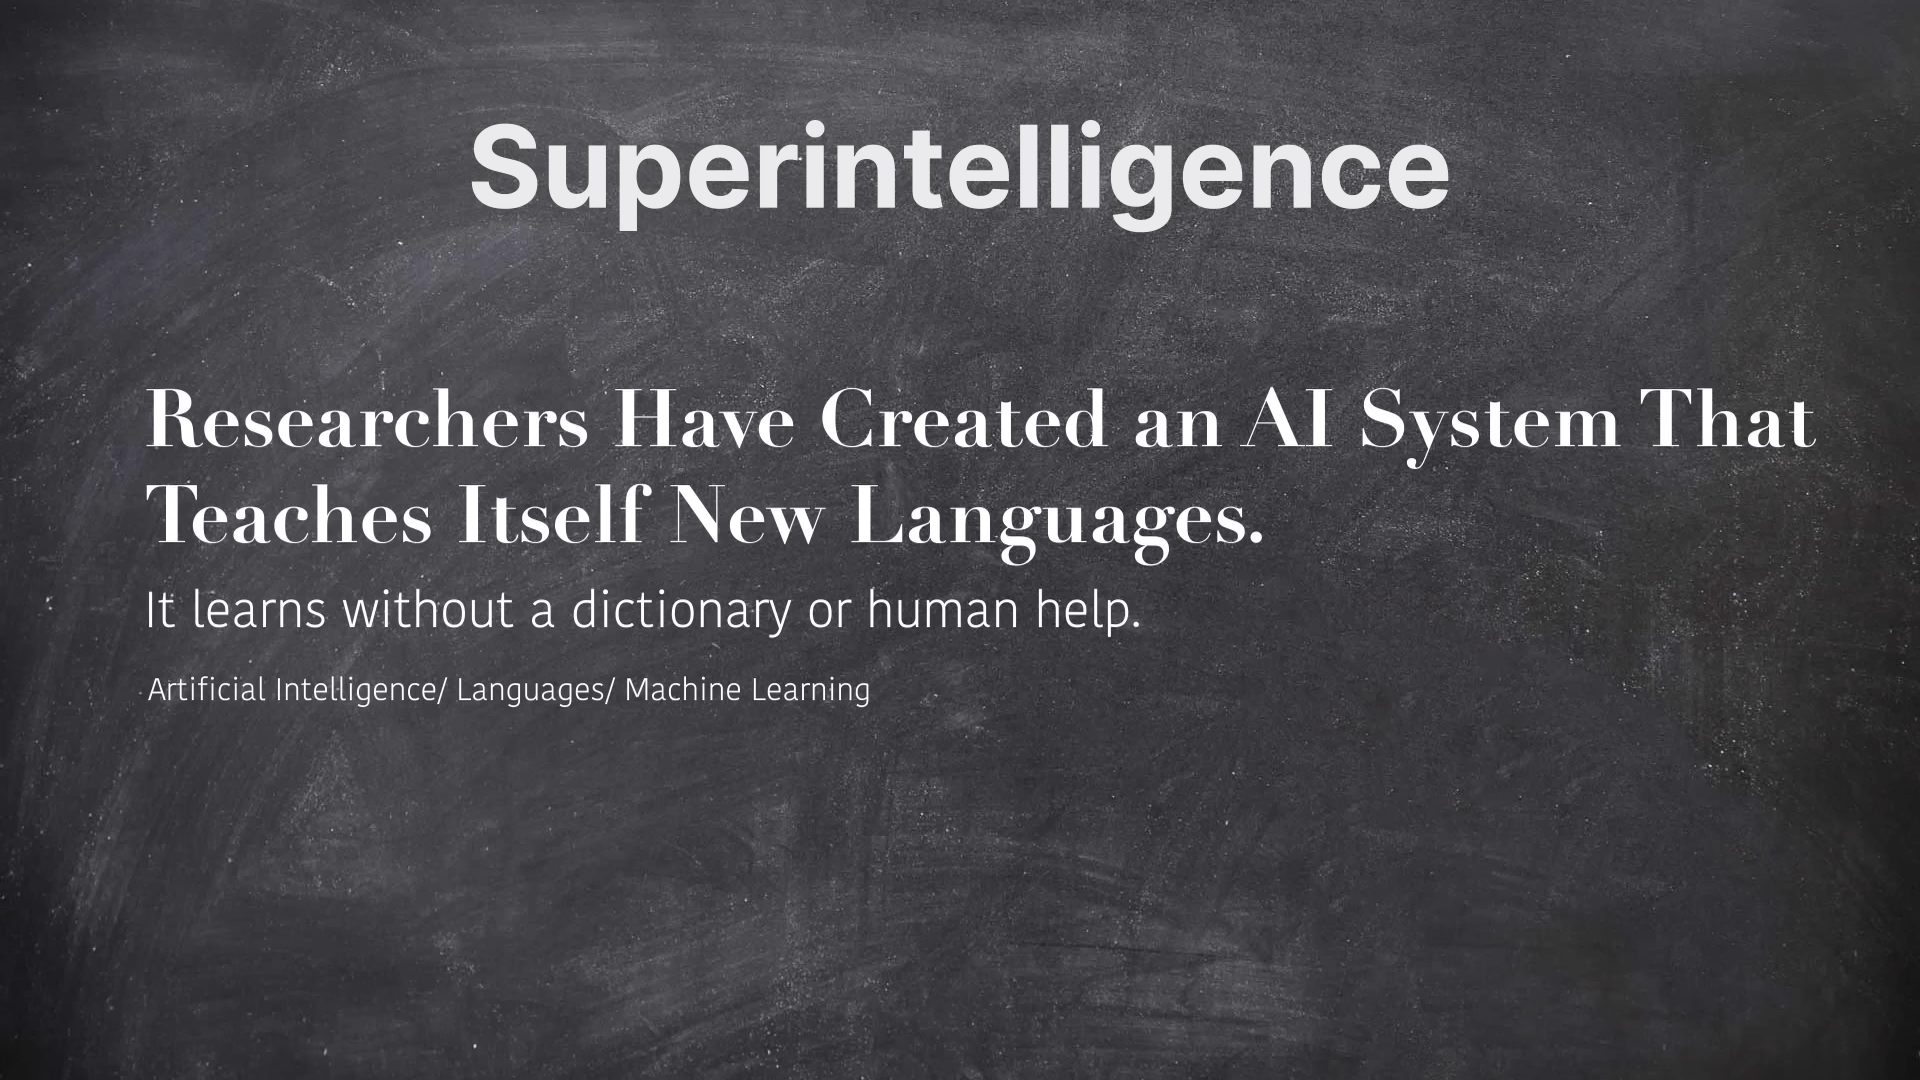 Superintelligence
Researchers Have Created an AI System That
Teaches Itself New Languages.
It learns without a dictionary or human help.
Artificial Intelligence/ Languages/ Machine Learning